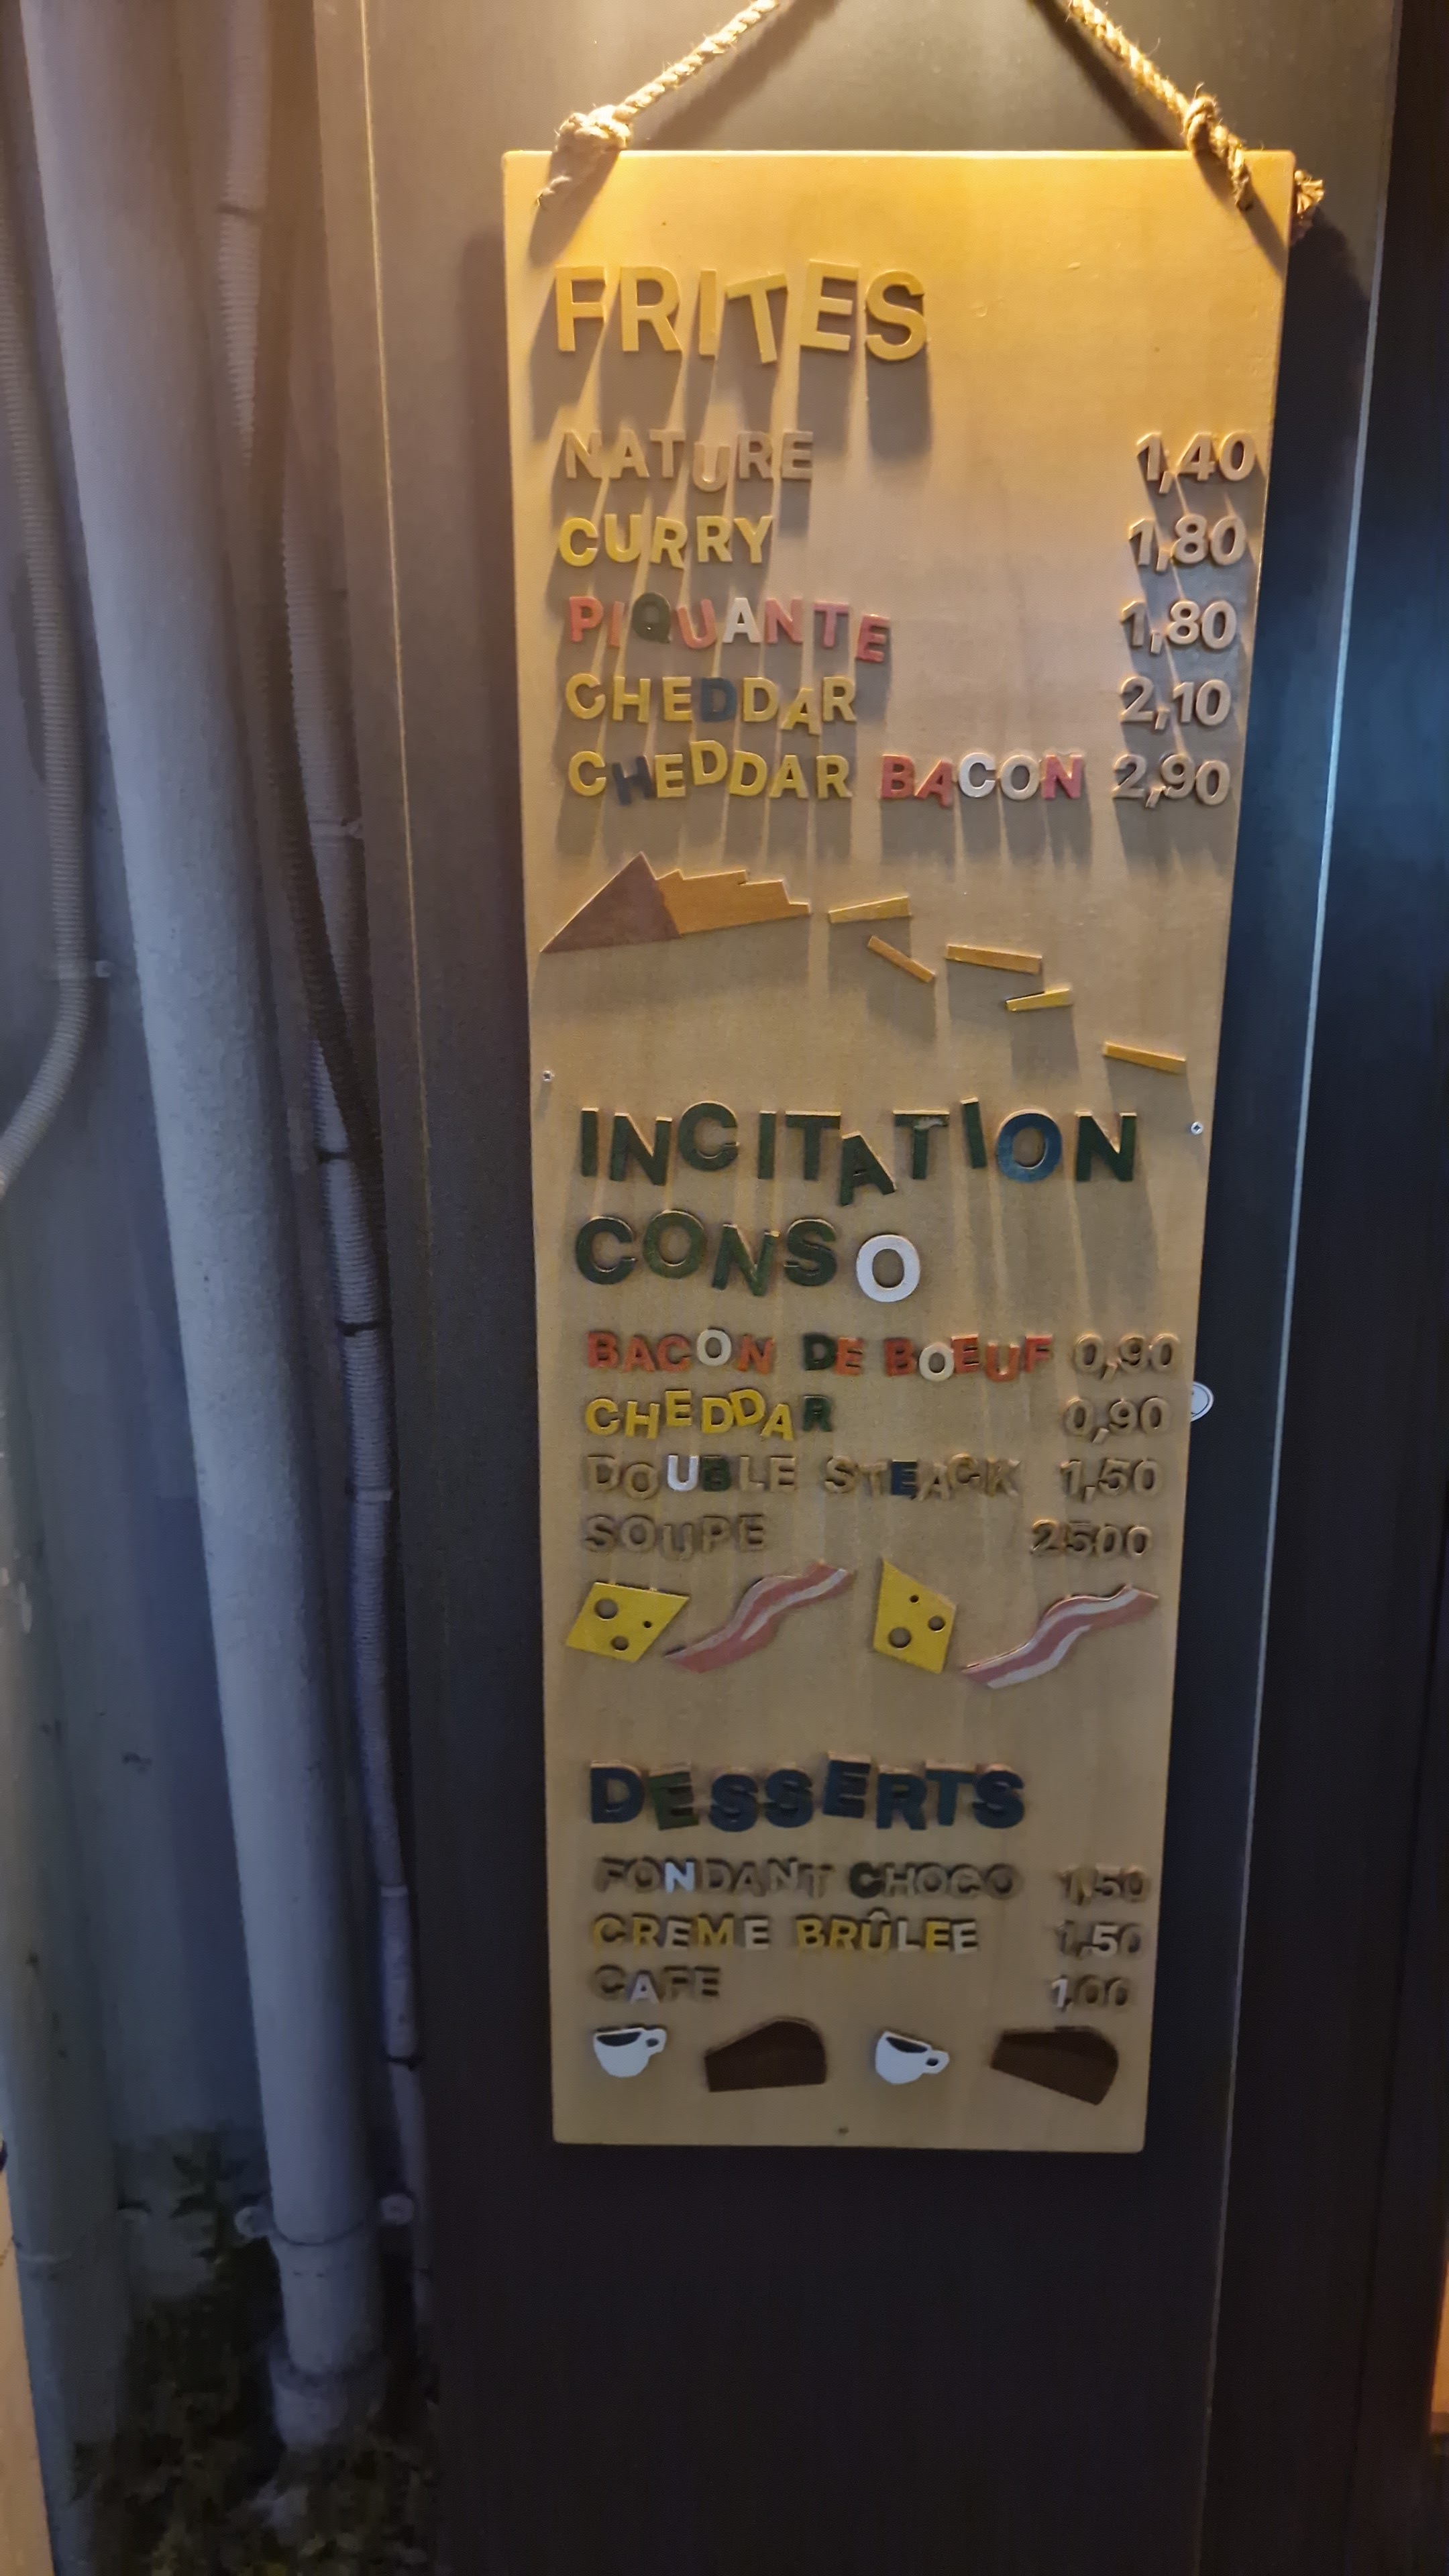 FRITES
NATURE 1,40
CURRY 1,80
PIQUANTE 1,80
CHEDDAR 2,10
CHEDDAR BACON 2,90
INCITATION
CONSO
BACON DE BOEUF 0,90
CHEDDAR 0,90
DOUBLE STEACK 1,50
SOUPE 2500
DESSERTS
FONDANT CHOCO 1,50
CREME BRÛLEE 1,50
CAFE 1,00